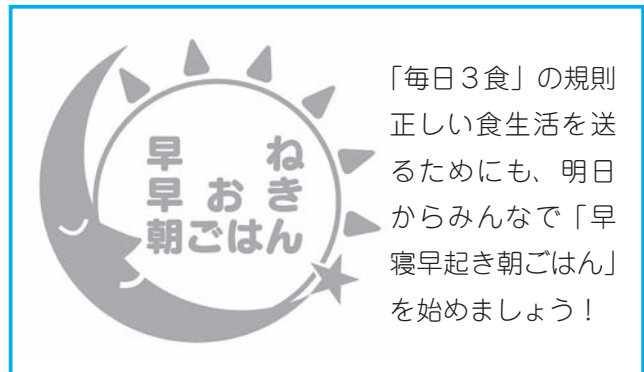 早 ね
早 お き
朝ごはん
「毎日３食」の規則
正しい食生活を送
るためにも、明日
からみんなで「早
寝早起き朝ごはん」
を始めましょう！